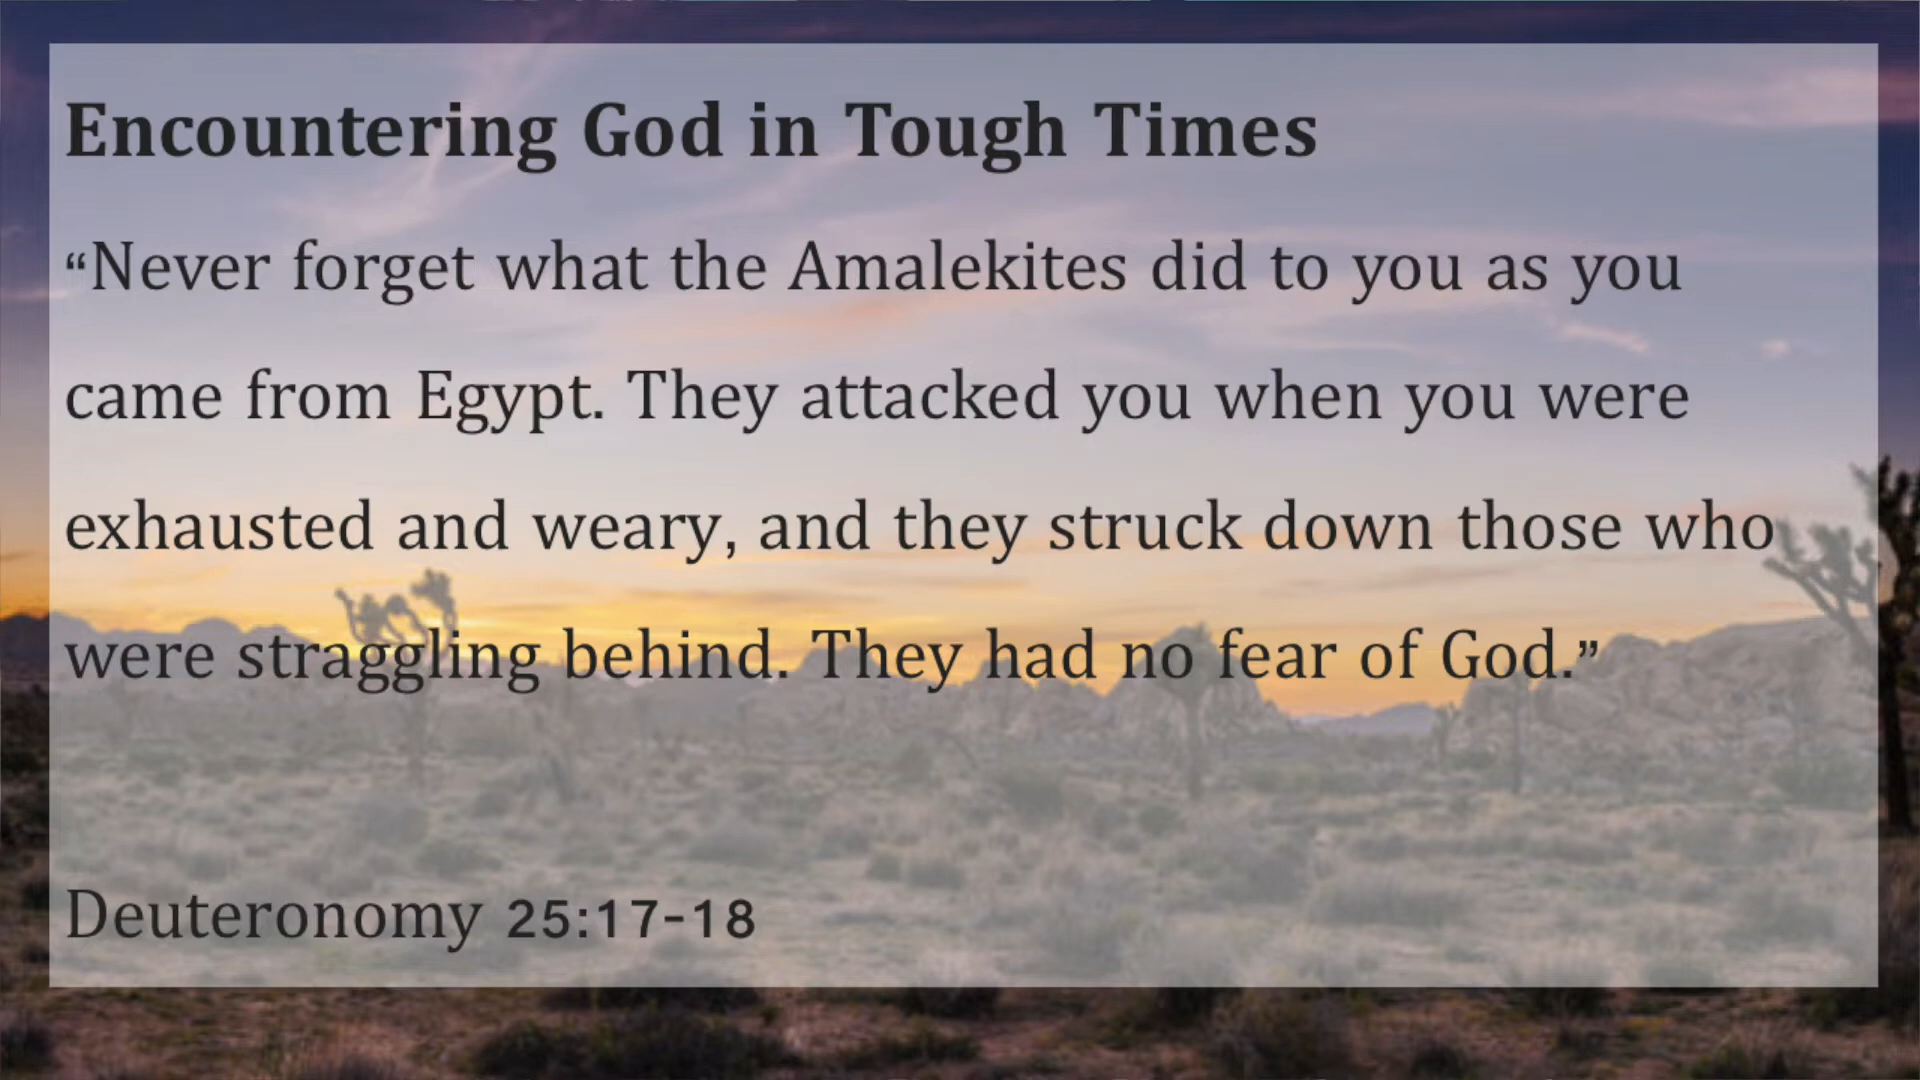 Encountering God in Tough Times
“Never forget what the Amalekites did to you as you
came from Egypt. They attacked you when you were
exhausted and weary, and they struck down those who
were straggling behind. They had no fear of God.”
Deuteronomy 25:17-18